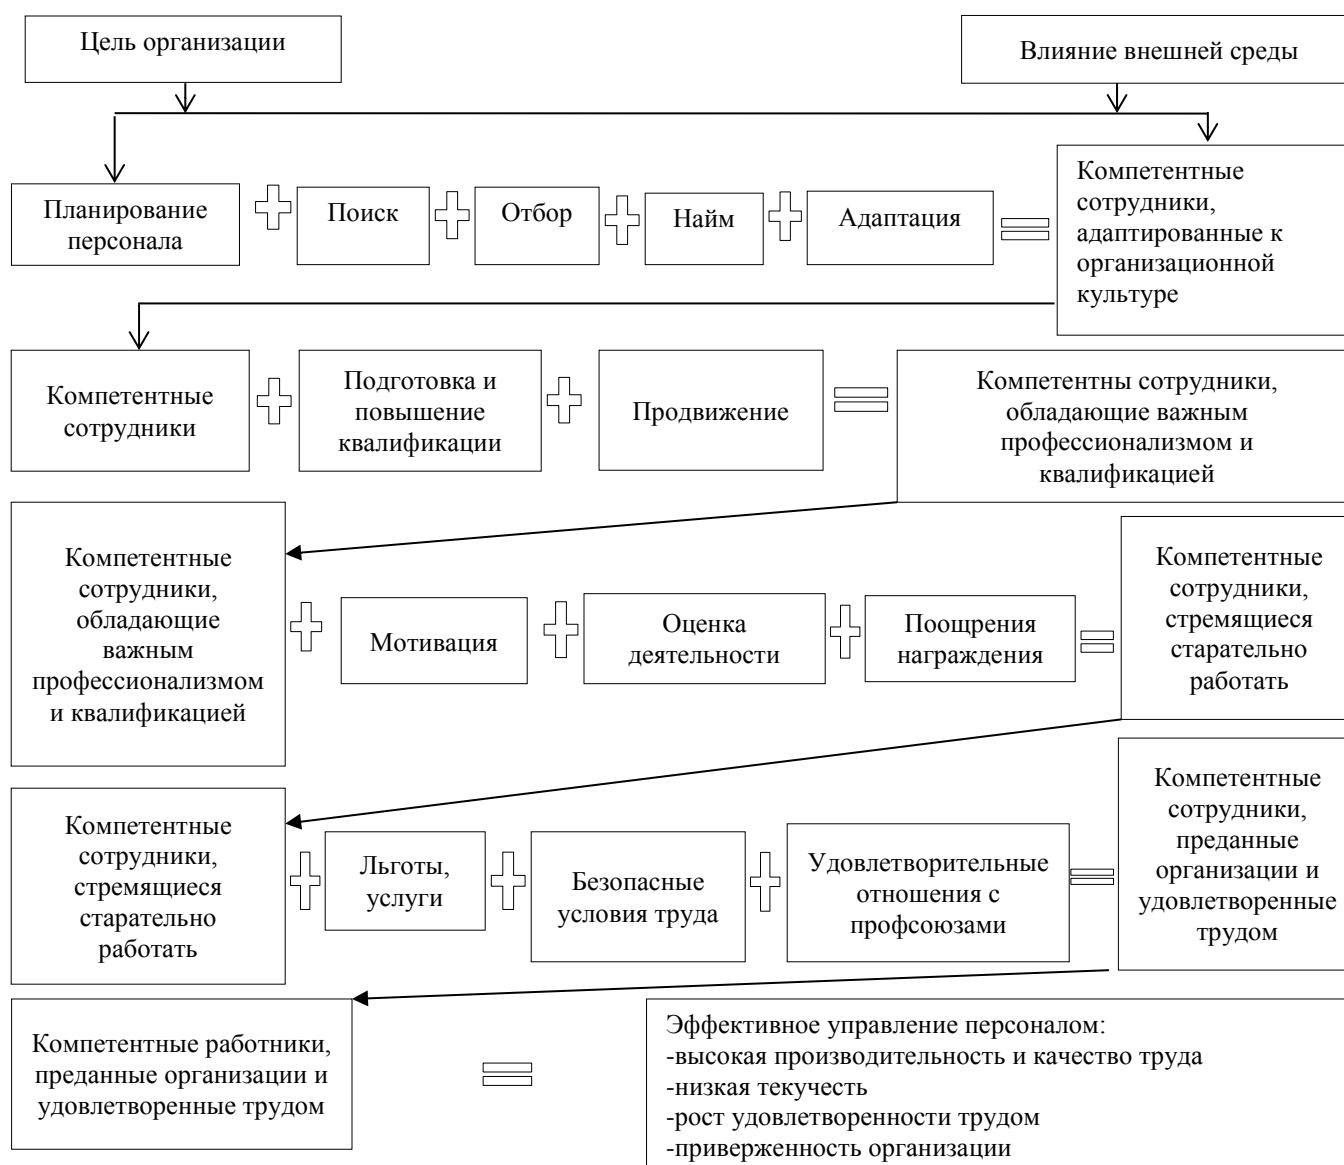 Цель организации
Влияние внешней среды
Планирование
персонала
Поиск
Отбор
Найм
Адаптация
Компетентные
сотрудники,
адаптированные к
организационной
культуре
Компетентные
сотрудники
Подготовка и
повышение
квалификации
Продвижение
Компетентны сотрудники,
обладающие важным
профессионализмом и
квалификацией
Компетентные
сотрудники,
обладающие
важным
профессионализмом
и квалификацией
Мотивация
Оценка
деятельности
Поощрения
награждения
Компетентные
сотрудники,
стремящиеся
старательно
работать
Компетентные
сотрудники,
стремящиеся
старательно
работать
Льготы,
услуги
Безопасные
условия труда
Удовлетворительные
отношения с
профсоюзами
Компетентные
сотрудники,
преданные
организации и
удовлетворенные
трудом
Компетентные работники,
преданные организации и
удовлетворенные трудом
Эффективное управление персоналом:
-высокая производительность и качество труда
-низкая текучесть
-рост удовлетворенности трудом
-приверженность организации